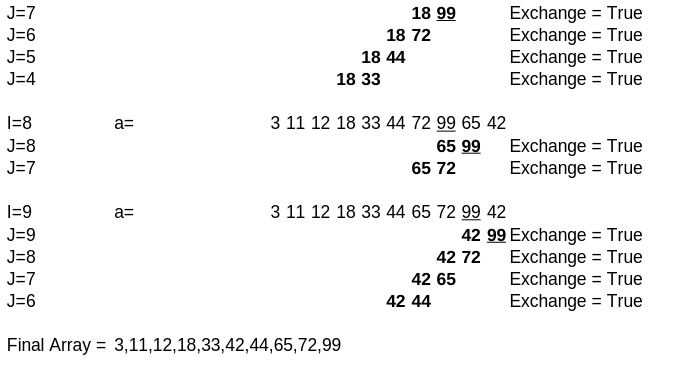 J=7 18 99 Exchange = True
J=6 18 72 Exchange = True
J=5 18 44 Exchange = True
J=4 18 33 Exchange = True
I=8 a= 3 11 12 18 33 44 72 99 65 42
J=8 65 99 Exchange = True
J=7 65 72 Exchange = True
I=9 a= 3 11 12 18 33 44 65 72 99 42
J=9 42 99 Exchange = True
J=8 42 72 Exchange = True
J=7 42 65 Exchange = True
J=6 42 44 Exchange = True
Final Array = 3,11,12,18,33,42,44,65,72,99